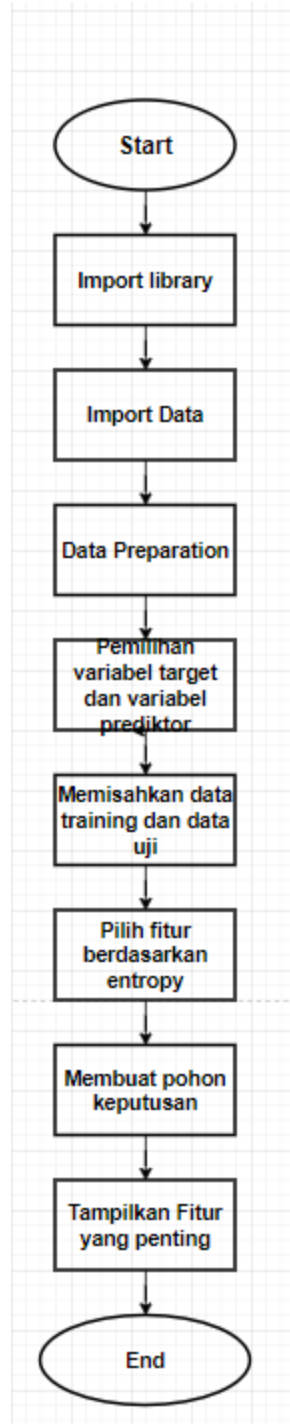 Start
Import library
Import Data
Data Preparation
Pemilihan
variabel target
dan variabel
prediktor
Memisahkan data
training dan data
uji
Pilih fitur
berdasarkan
entropy
Membuat pohon
keputusan
Tampilkan Fitur
yang penting
End